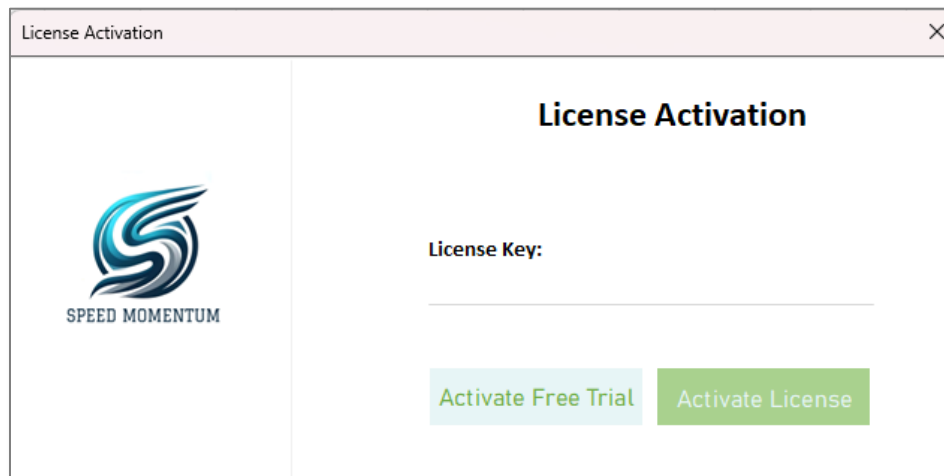 License Activation
License Activation
SPEED MOMENTUM
License Key:
Activate Free Trial
Activate License